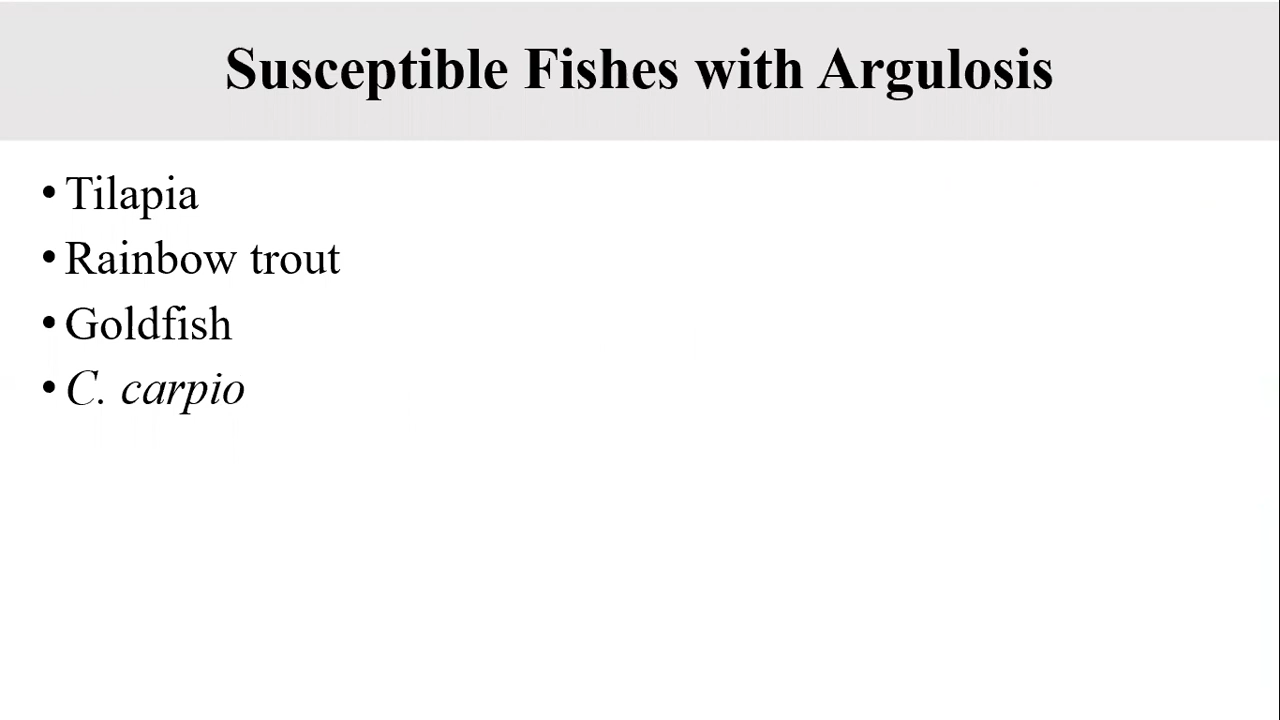 Susceptible Fishes with Argulosis
• Tilapia
• Rainbow trout
• Goldfish
• C. carpio